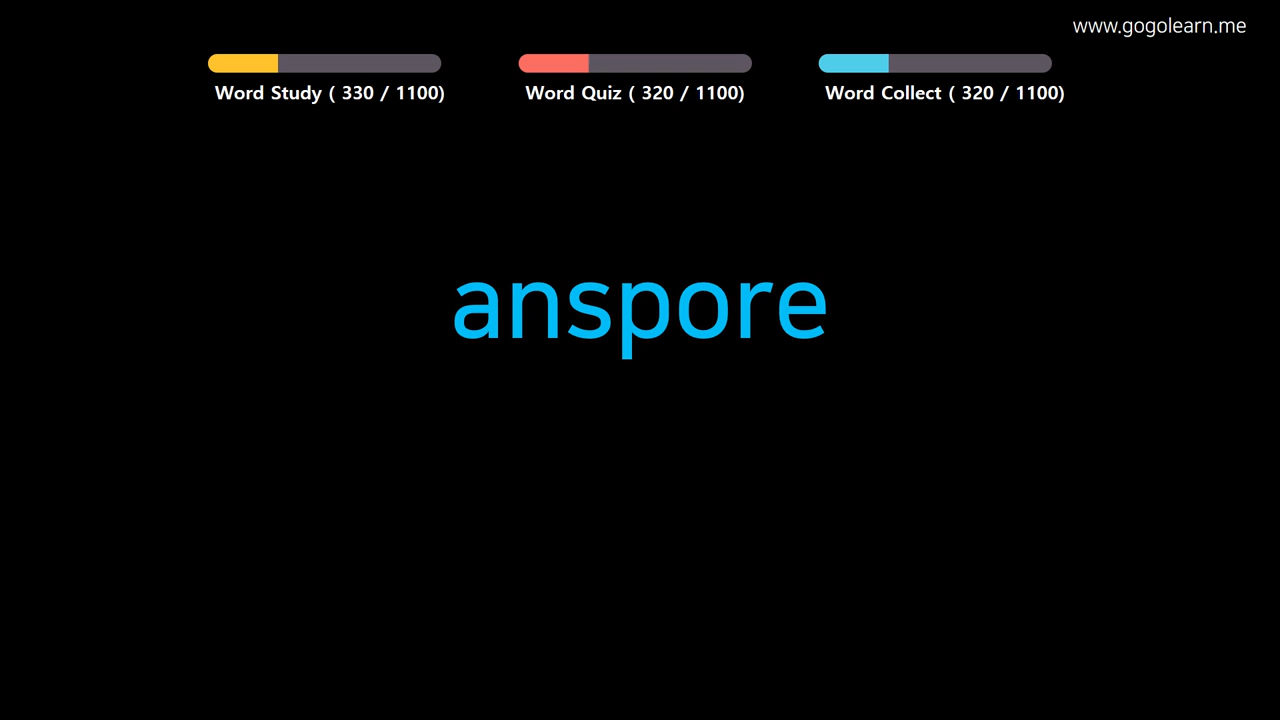 www.gogolearn.me
Word Study ( 330 / 1100)
Word Quiz ( 320 / 1100)
Word Collect ( 320 / 1100)
anspore